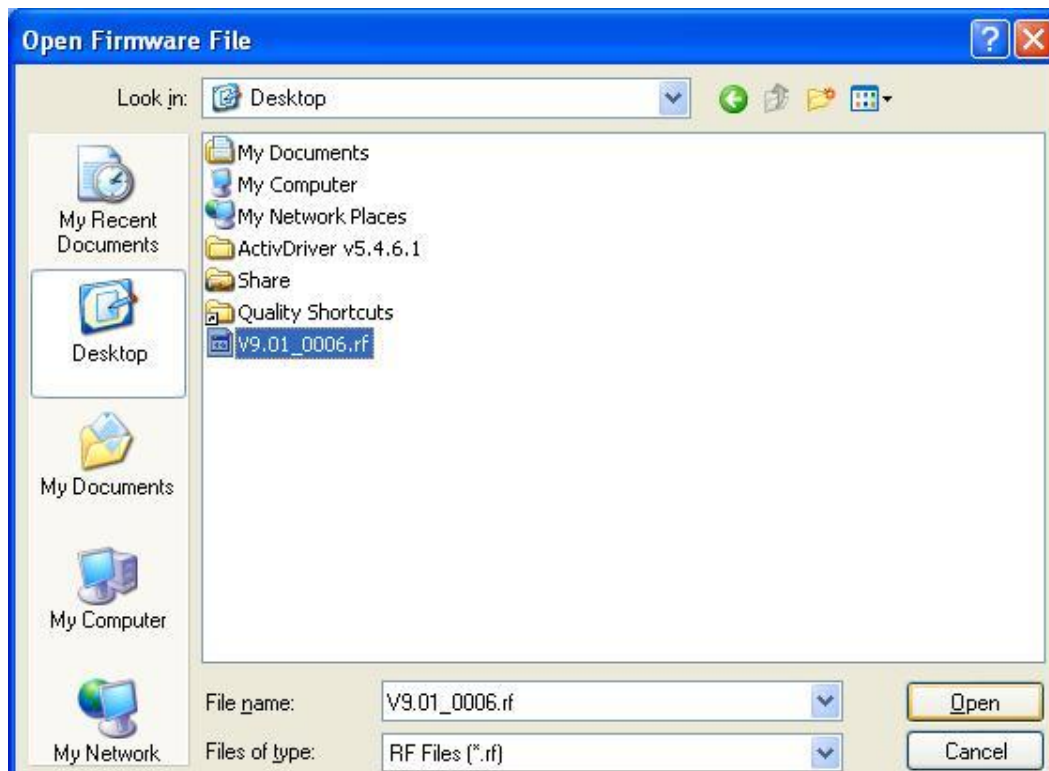 Open Firmware File
?
Look in: Desktop
My Documents
My Computer
My Network Places
ActivDriver v5.4.6.1
Share
Quality Shortcuts
V9.01_0006.rf
My Recent
Documents
Desktop
My Documents
My Computer
My Network
File name: V9.01_0006.rf Open
Files of type: RF Files (*.rf) Cancel